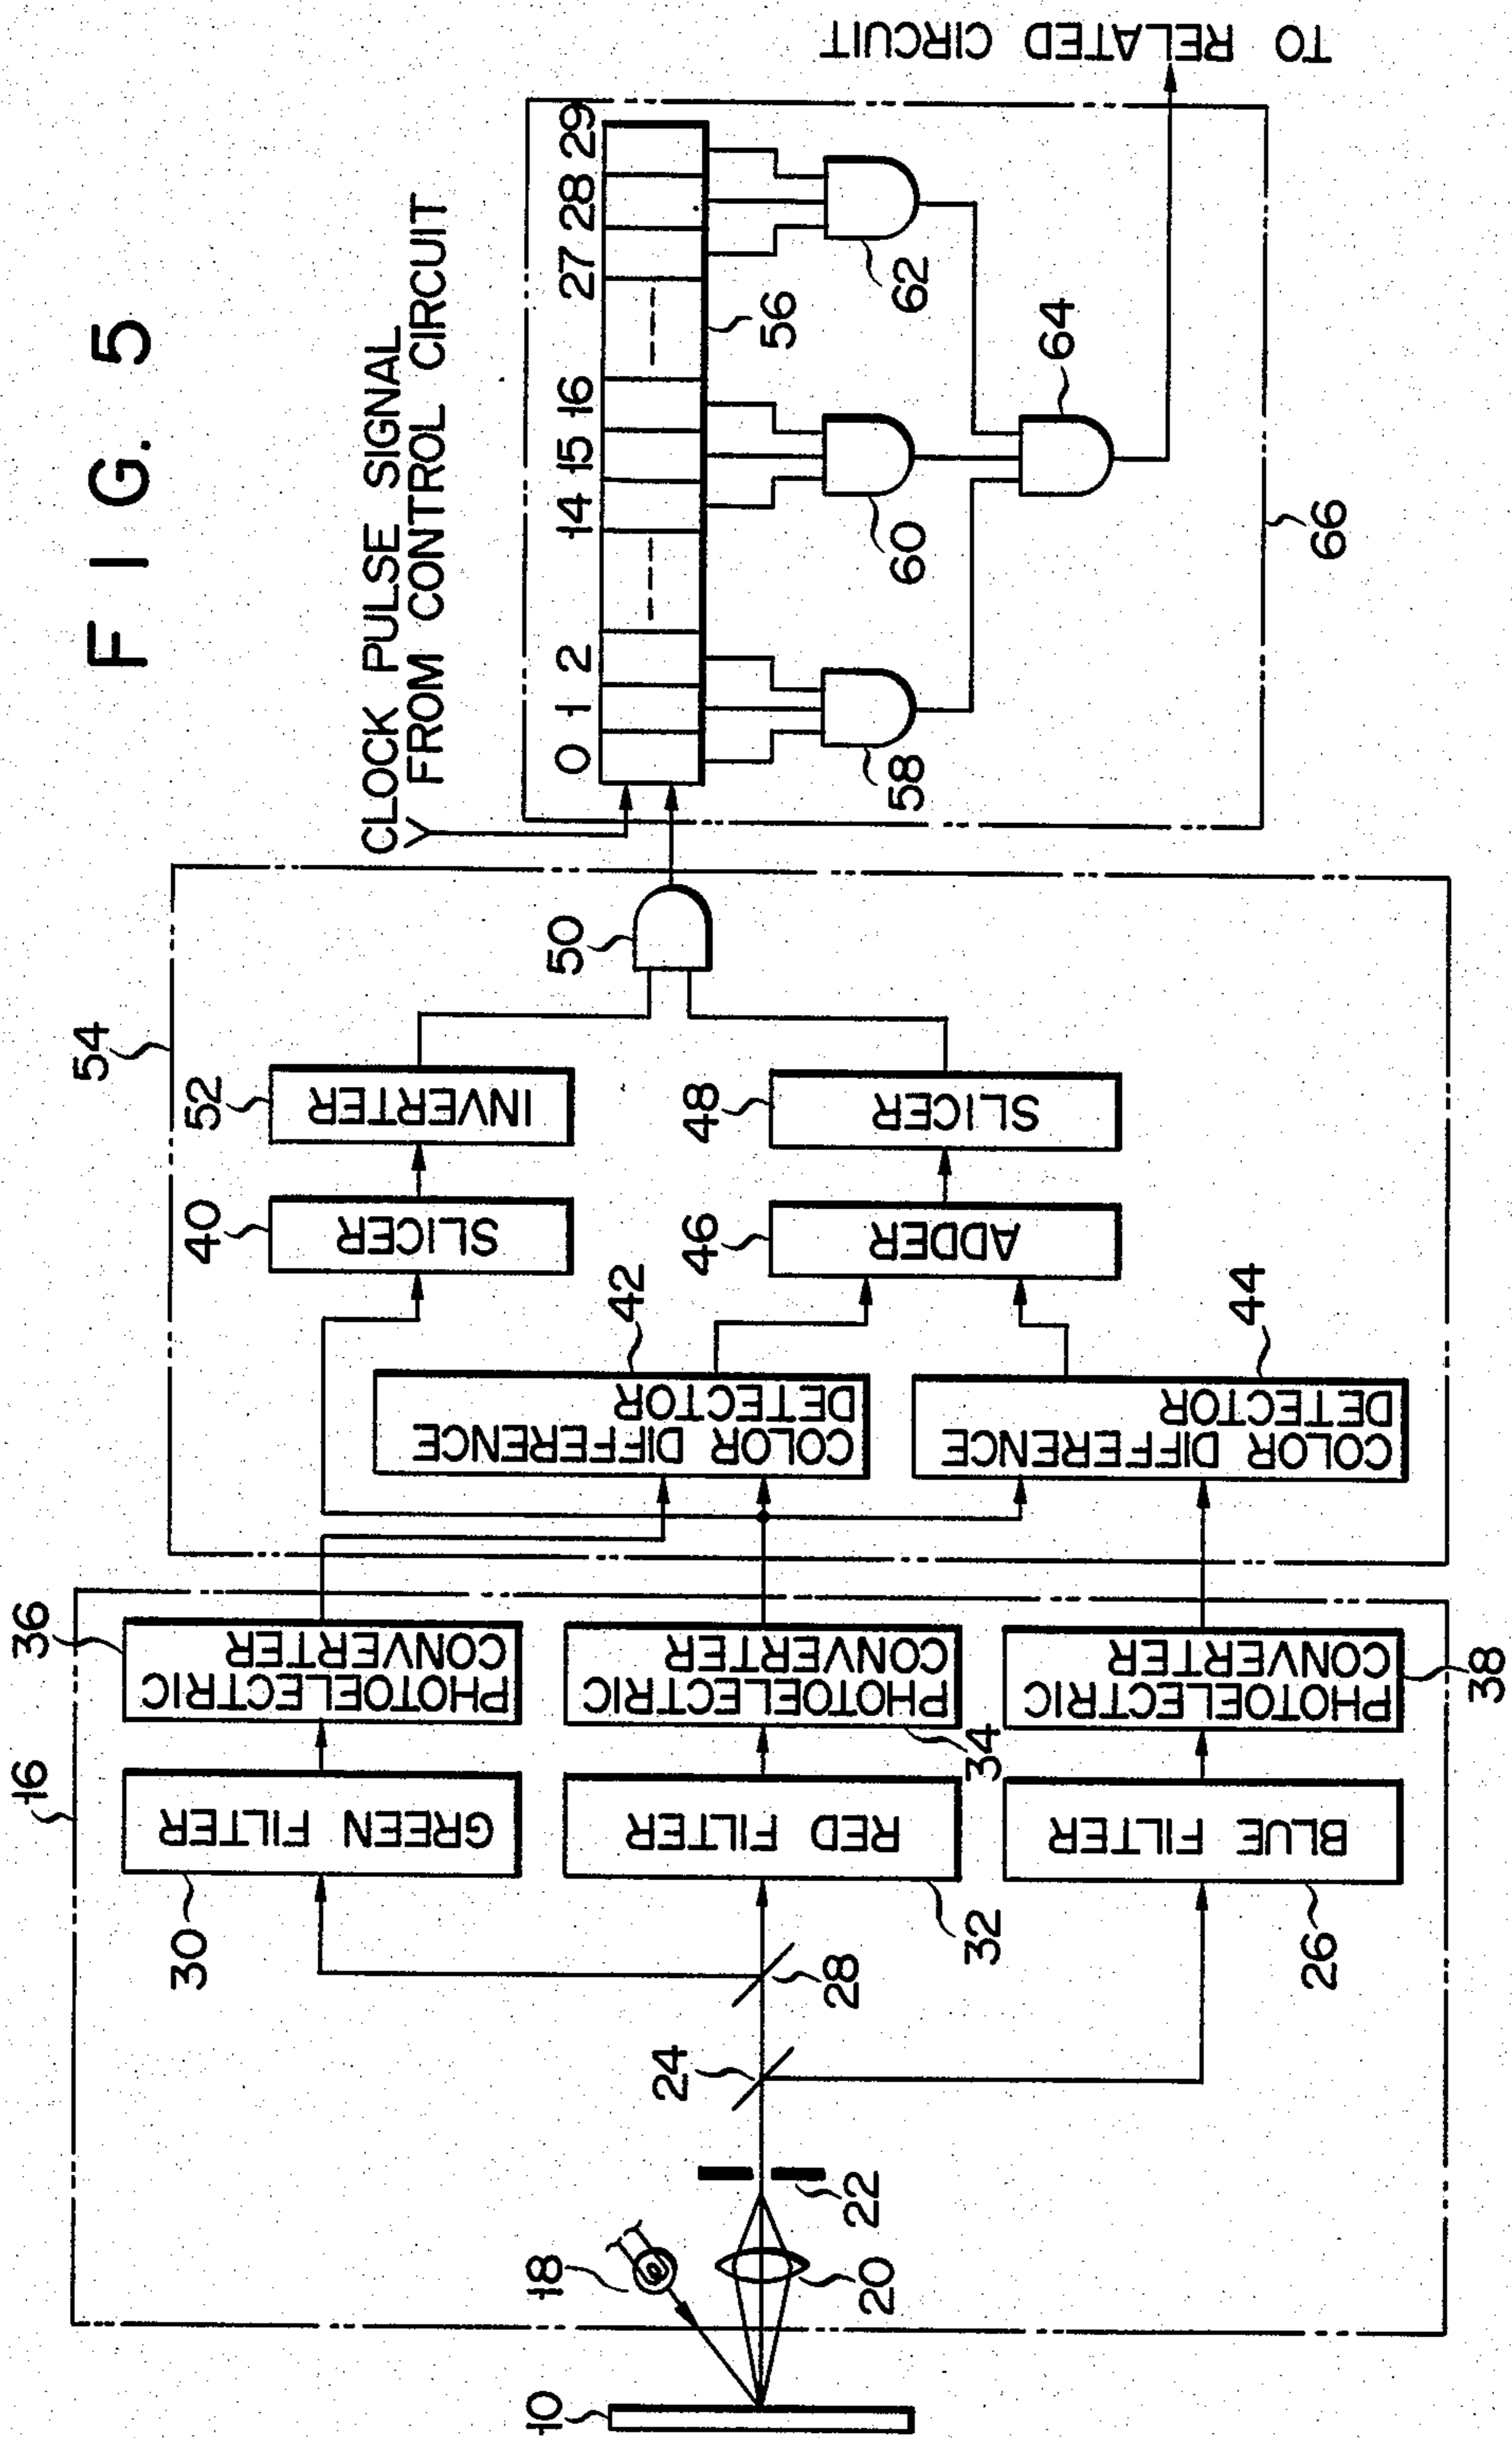 FIG. 5
CLOCK PULSE SIGNAL
FROM CONTROL CIRCUIT
TO RELATED CIRCUIT
16
36
54
PHOTOELECTRIC
CONVERTER
GREEN FILTER
30
52
INVERTER
40
SLICER
50
0 1 2 14 15 16 27 28 29
56
58
60
62
64
66
10
18
20
22
24
28
RED FILTER
32
PHOTOELECTRIC
CONVERTER
34
COLOR DIFFERENCE
DETECTOR
42
46
ADDER
48
SLICER
BLUE FILTER
26
PHOTOELECTRIC
CONVERTER
38
COLOR DIFFERENCE
DETECTOR
44